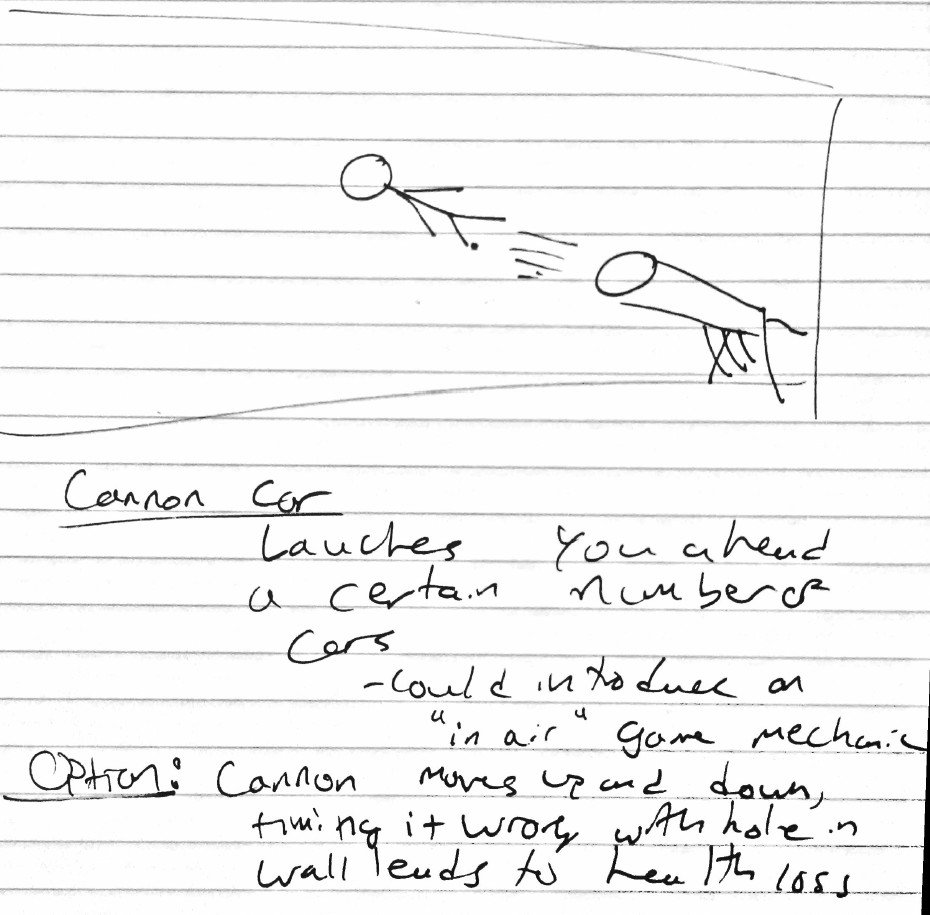 Cannon Car
Lauches you ahead
a certain number of
cars
-could introduce an
"in air" game mechanic
Option: Cannon moves up and down,
timing it wrong with hole in
wall leads to health loss